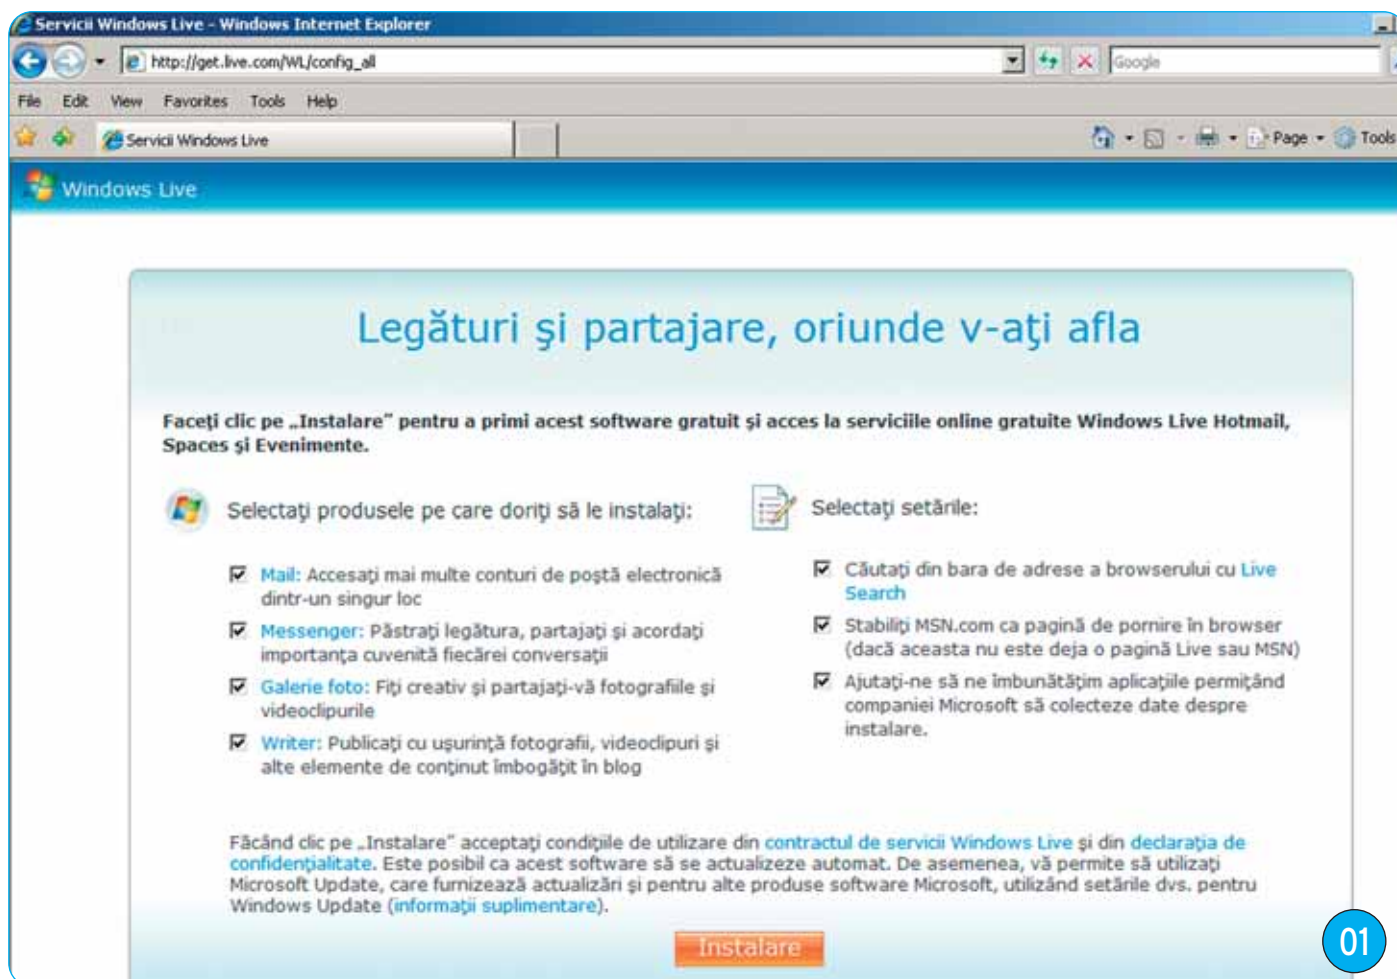 Servicii Windows Live - Windows Internet Explorer
http://get.live.com/WL/config_all
Google
File Edit View Favorites Tools Help
Servicii Windows Live
Page Tools
Windows Live
Legături şi partajare, oriunde v-aţi afla
Faceţi clic pe „Instalare” pentru a primi acest software gratuit şi acces la serviciile online gratuite Windows Live Hotmail,
Spaces şi Evenimente.
Selectaţi produsele pe care doriţi să le instalaţi:
Mail: Accesaţi mai multe conturi de poştă electronică
dintr-un singur loc
Messenger: Păstraţi legătura, partajaţi şi acordaţi
importanţa cuvenită fiecărei conversaţii
Galerie foto: Fiţi creativ şi partajaţi-vă fotografiile şi
videoclipurile
Writer: Publicaţi cu uşurinţă fotografii, videoclipuri şi
alte elemente de conţinut îmbogăţit în blog
Selectaţi setările:
Căutaţi din bara de adrese a browserului cu Live
Search
Stabiliţi MSN.com ca pagină de pornire în browser
(dacă aceasta nu este deja o pagină Live sau MSN)
Ajutaţi-ne să ne îmbunătăţim aplicaţiile permiţând
companiei Microsoft să colecteze date despre
instalare.
Făcând clic pe „Instalare” acceptaţi condiţiile de utilizare din contractul de servicii Windows Live şi din declaraţia de
confidenţialitate. Este posibil ca acest software să se actualizeze automat. De asemenea, vă permite să utilizaţi
Microsoft Update, care furnizează actualizări şi pentru alte produse software Microsoft, utilizând setările dvs. pentru
Windows Update (informaţii suplimentare).
Instalare
01